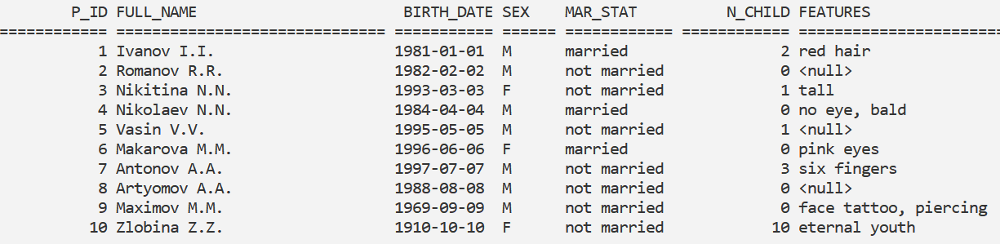 P_ID FULL_NAME BIRTH_DATE SEX MAR_STAT N_CHILD FEATURES
============ ============================== =========== ====== ============ ============ =======================
1 Ivanov I.I. 1981-01-01 M married 2 red hair
2 Romanov R.R. 1982-02-02 M not married 0 <null>
3 Nikitina N.N. 1993-03-03 F not married 1 tall
4 Nikolaev N.N. 1984-04-04 M married 0 no eye, bald
5 Vasin V.V. 1995-05-05 M not married 1 <null>
6 Makarova M.M. 1996-06-06 F married 0 pink eyes
7 Antonov A.A. 1997-07-07 M not married 3 six fingers
8 Artyomov A.A. 1988-08-08 M not married 0 <null>
9 Maximov M.M. 1969-09-09 M not married 0 face tattoo, piercing
10 Zlobina Z.Z. 1910-10-10 F not married 10 eternal youth